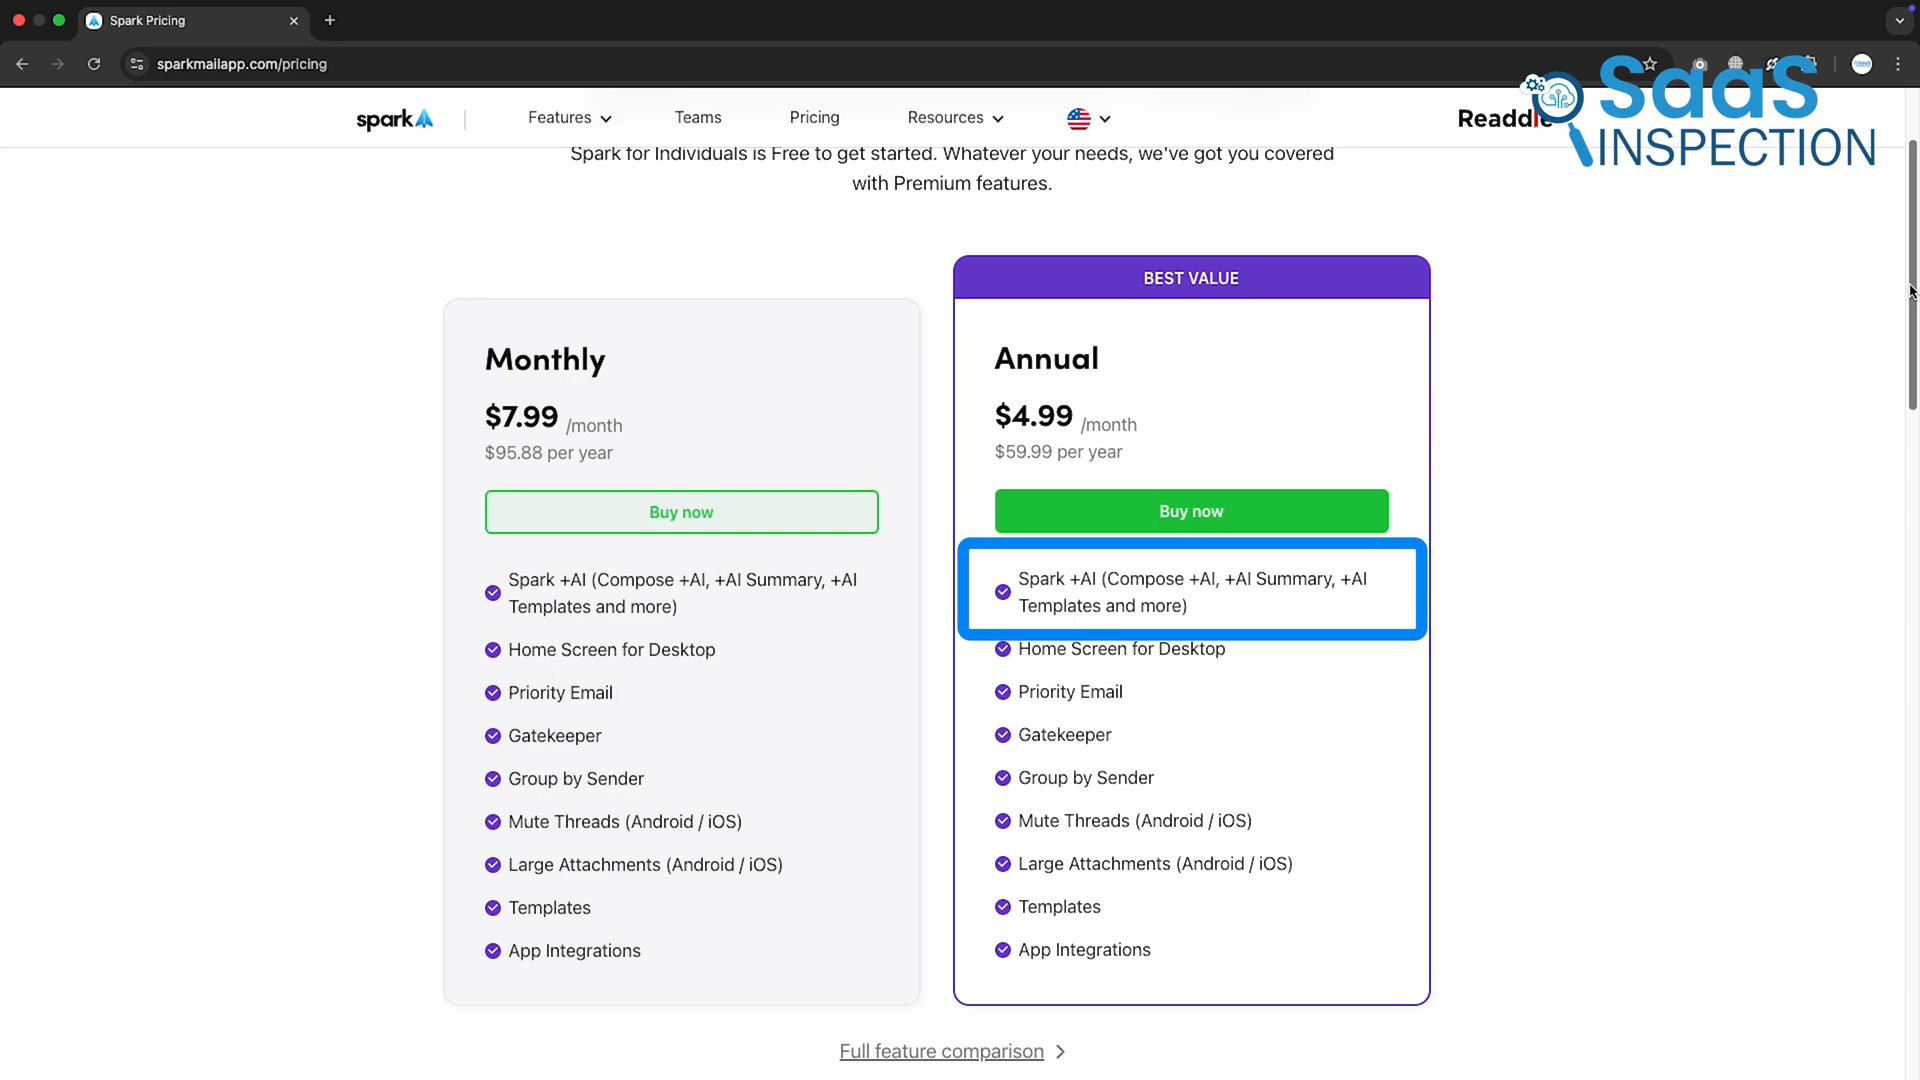 Spark Pricing
sparkmailapp.com/pricing
spark
Features
Teams
Pricing
Resources
Readdle
SaaS
INSPECTION
Spark for Individuals is Free to get started. Whatever your needs, we've got you covered
with Premium features.
BEST VALUE
Monthly
$7.99 /month
$95.88 per year
Buy now
Spark +AI (Compose +AI, +AI Summary, +AI
Templates and more)
Home Screen for Desktop
Priority Email
Gatekeeper
Group by Sender
Mute Threads (Android / iOS)
Large Attachments (Android / iOS)
Templates
App Integrations
Annual
$4.99 /month
$59.99 per year
Buy now
Spark +AI (Compose +AI, +AI Summary, +AI
Templates and more)
Home Screen for Desktop
Priority Email
Gatekeeper
Group by Sender
Mute Threads (Android / iOS)
Large Attachments (Android / iOS)
Templates
App Integrations
Full feature comparison